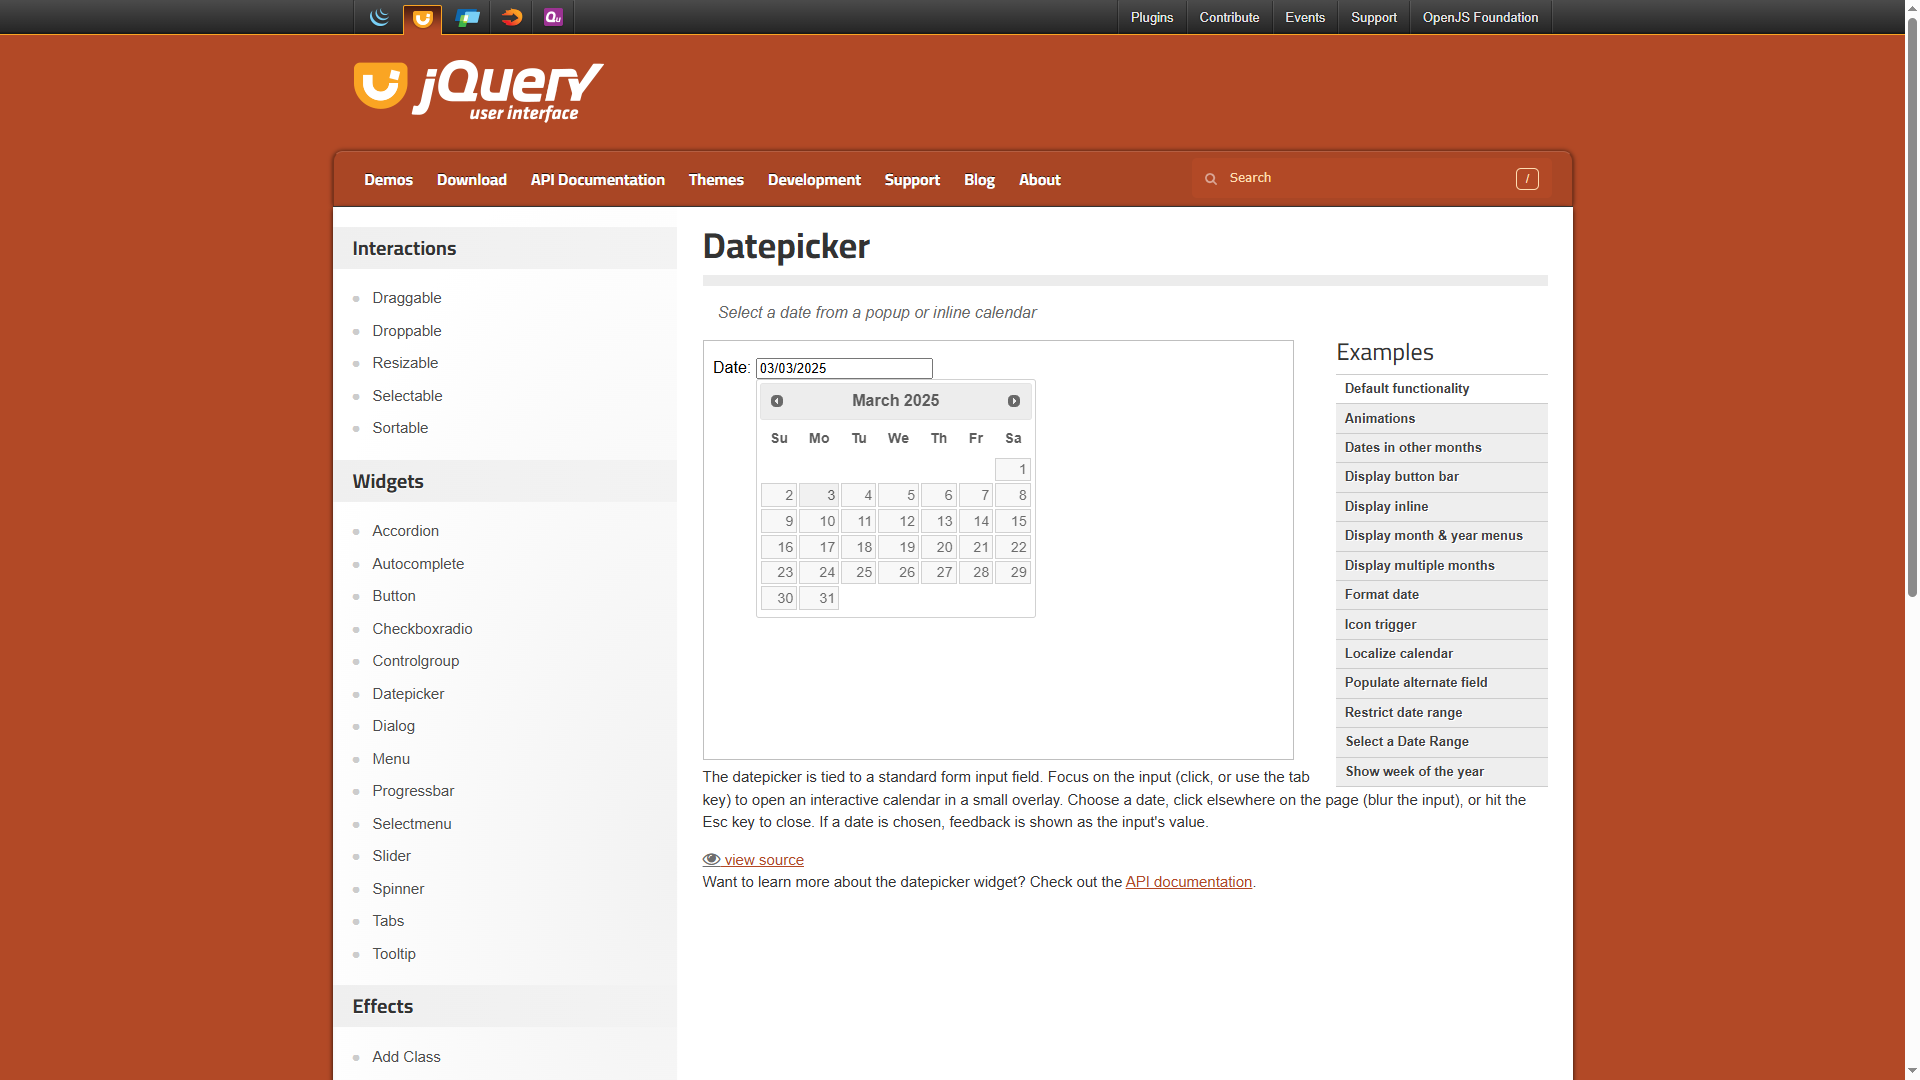 Qu
Plugins Contribute Events Support OpenJS Foundation
jQuery
user interface
Demos Download API Documentation Themes Development Support Blog About Search /
Interactions
Draggable
Droppable
Resizable
Selectable
Sortable
Widgets
Accordion
Autocomplete
Button
Checkboxradio
Controlgroup
Datepicker
Dialog
Menu
Progressbar
Selectmenu
Slider
Spinner
Tabs
Tooltip
Effects
Add Class
Datepicker
Select a date from a popup or inline calendar
Date: 03/03/2025
March 2025
Su Mo Tu We Th Fr Sa
1
2 3 4 5 6 7 8
9 10 11 12 13 14 15
16 17 18 19 20 21 22
23 24 25 26 27 28 29
30 31
Examples
Default functionality
Animations
Dates in other months
Display button bar
Display inline
Display month & year menus
Display multiple months
Format date
Icon trigger
Localize calendar
Populate alternate field
Restrict date range
Select a Date Range
Show week of the year
The datepicker is tied to a standard form input field. Focus on the input (click, or use the tab
key) to open an interactive calendar in a small overlay. Choose a date, click elsewhere on the page (blur the input), or hit the
Esc key to close. If a date is chosen, feedback is shown as the input's value.
view source
Want to learn more about the datepicker widget? Check out the API documentation.